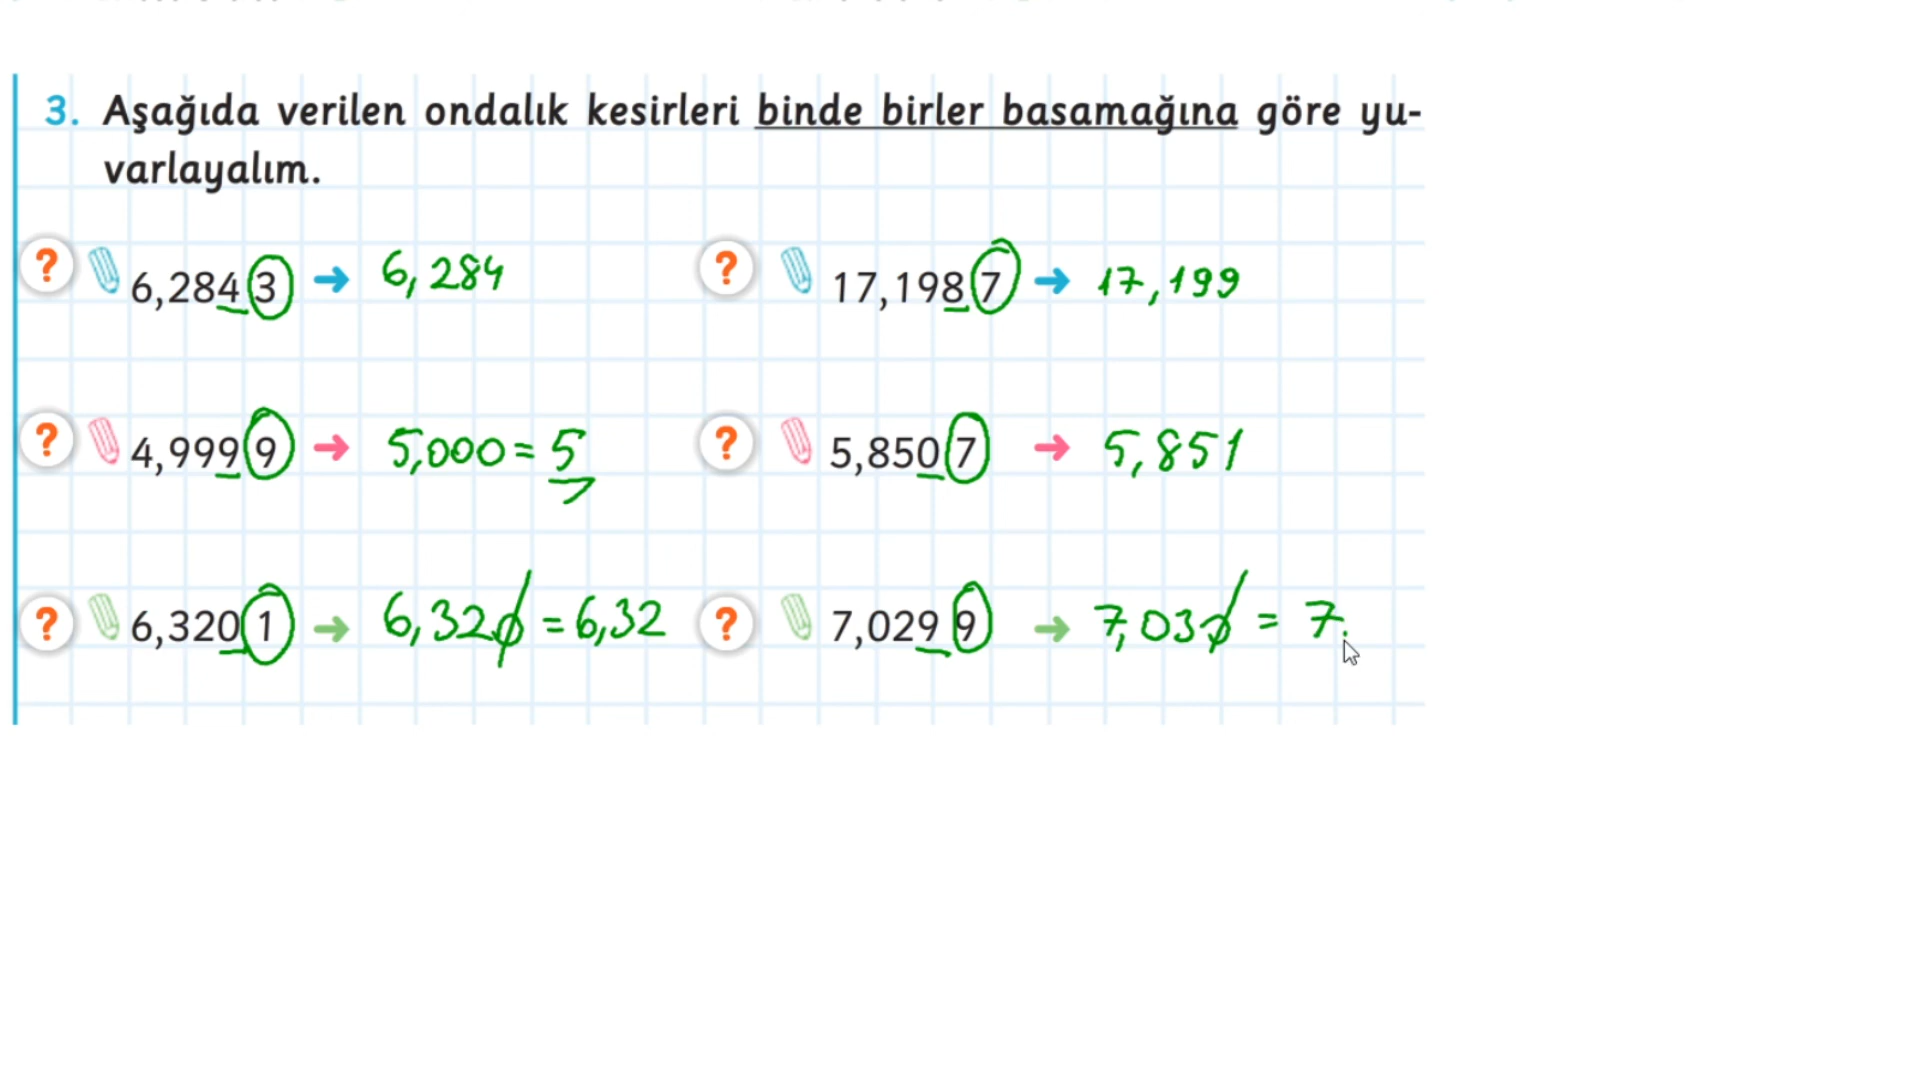 3. Aşağıda verilen ondalık kesirleri binde birler basamağına göre yu-
varlayalım.
? 6,2843 → 6,284 ? 17,1987 → 17,199
? 4,9999 → 5,000 = 5 ? 5,8507 → 5,851
? 6,3201 → 6,320 = 6,32 ? 7,0299 → 7,030 = 7.